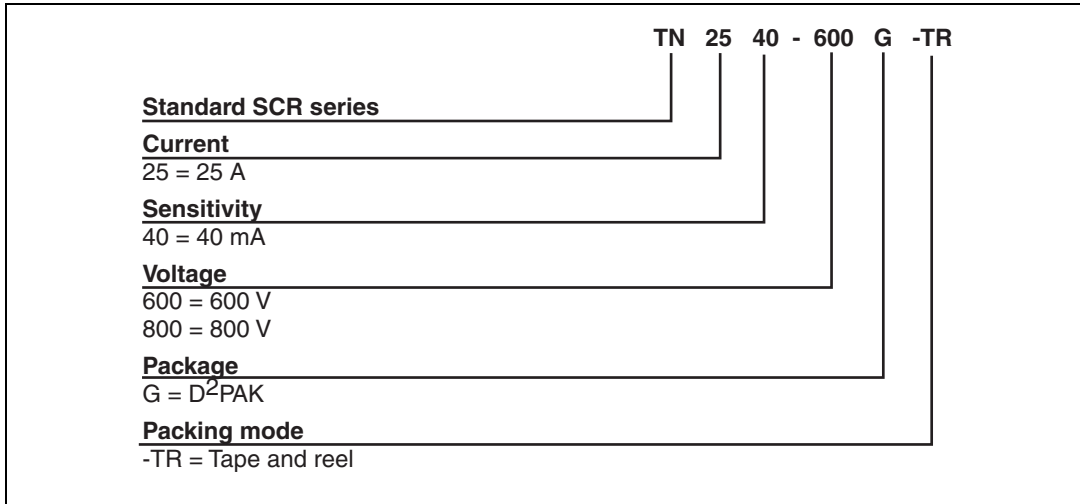 TN 25 40 - 600 G -TR
Standard SCR series
Current
25 = 25 A
Sensitivity
40 = 40 mA
Voltage
600 = 600 V
800 = 800 V
Package
G = D²PAK
Packing mode
-TR = Tape and reel